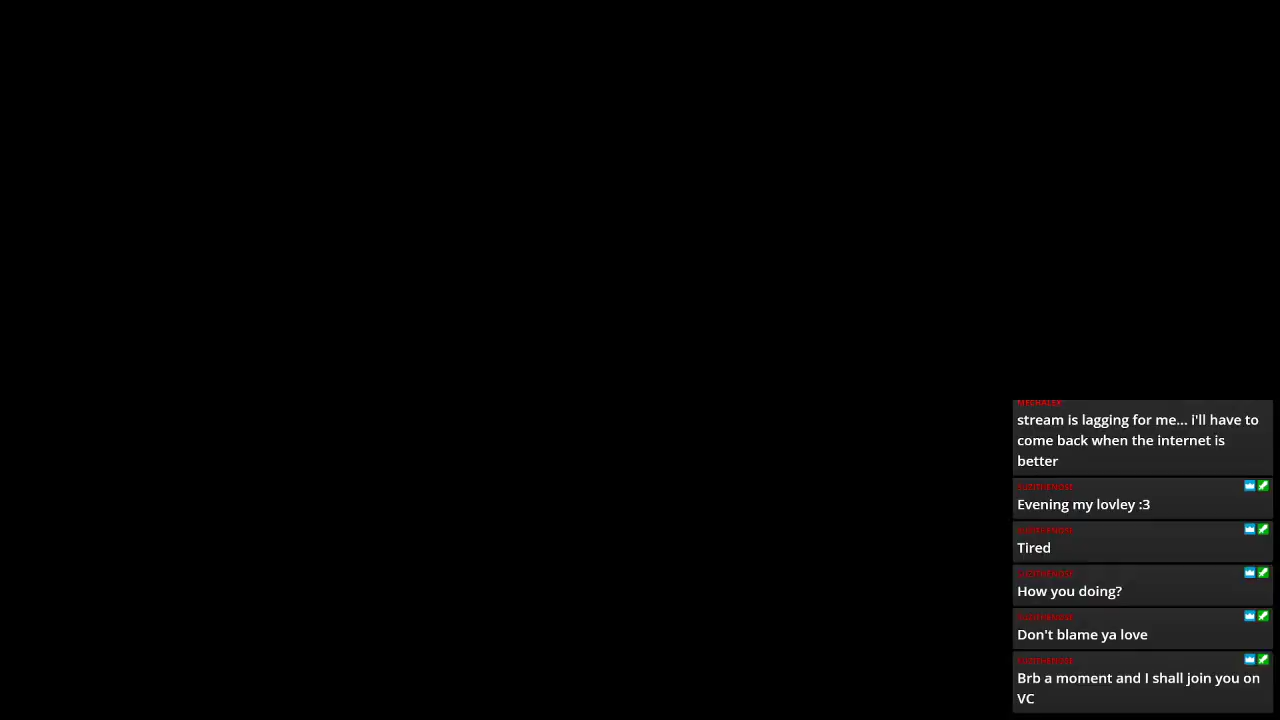 MECHALEX
stream is lagging for me... i'll have to
come back when the internet is
better
Evening my lovley :3
Tired
How you doing?
Don't blame ya love
Brb a moment and I shall join you on
VC